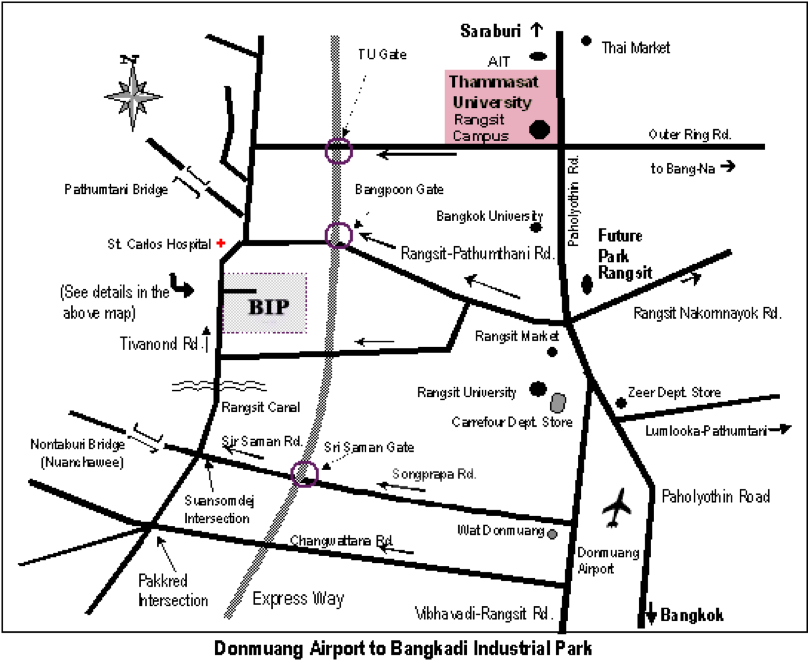 Saraburi
N
TU Gate
AIT
Thai Market
Thammasat
University
Rangsit
Campus
Outer Ring Rd.
to Bang-Na
Paholyothin Rd.
Pathumtani Bridge
Bangpoon Gate
Bangkok University
St. Carlos Hospital
Rangsit-Pathumthani Rd.
Future
Park
Rangsit
(See details in the
above map)
BIP
Rangsit Nakornnayok Rd.
Tivanond Rd.
Rangsit Market
Rangsit University
Zeer Dept. Store
Rangsit Canal
Carrefour Dept. Store
Lumlooka-Pathumtani
Nontaburi Bridge
(Nuanchawee)
Sir Saman Rd.
Sri Saman Gate
Songprapa Rd.
Suansomdej
Intersection
Paholyothin Road
Changwattana Rd.
Wat Donmuang
Donmuang
Airport
Pakkred
Intersection
Express Way
Vibhavadi-Rangsit Rd.
Bangkok
Donmuang Airport to Bangkadi Industrial Park